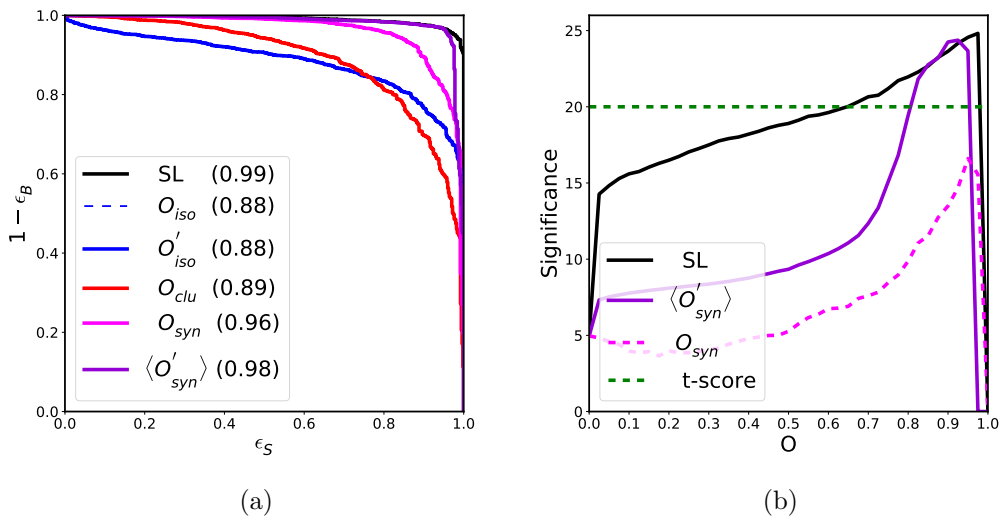 1.0
0.8
0.6
0.4
0.2
0.0
1 − ϵ_B
SL (0.99)
O_iso (0.88)
O'_iso (0.88)
O_clu (0.89)
O_syn (0.96)
⟨O'_syn⟩ (0.98)
0.0 0.2 0.4 0.6 0.8 1.0
ϵ_S
(a)
25
20
15
10
5
0
Significance
SL
⟨O'_syn⟩
O_syn
t-score
0.0 0.1 0.2 0.3 0.4 0.5 0.6 0.7 0.8 0.9 1.0
O
(b)